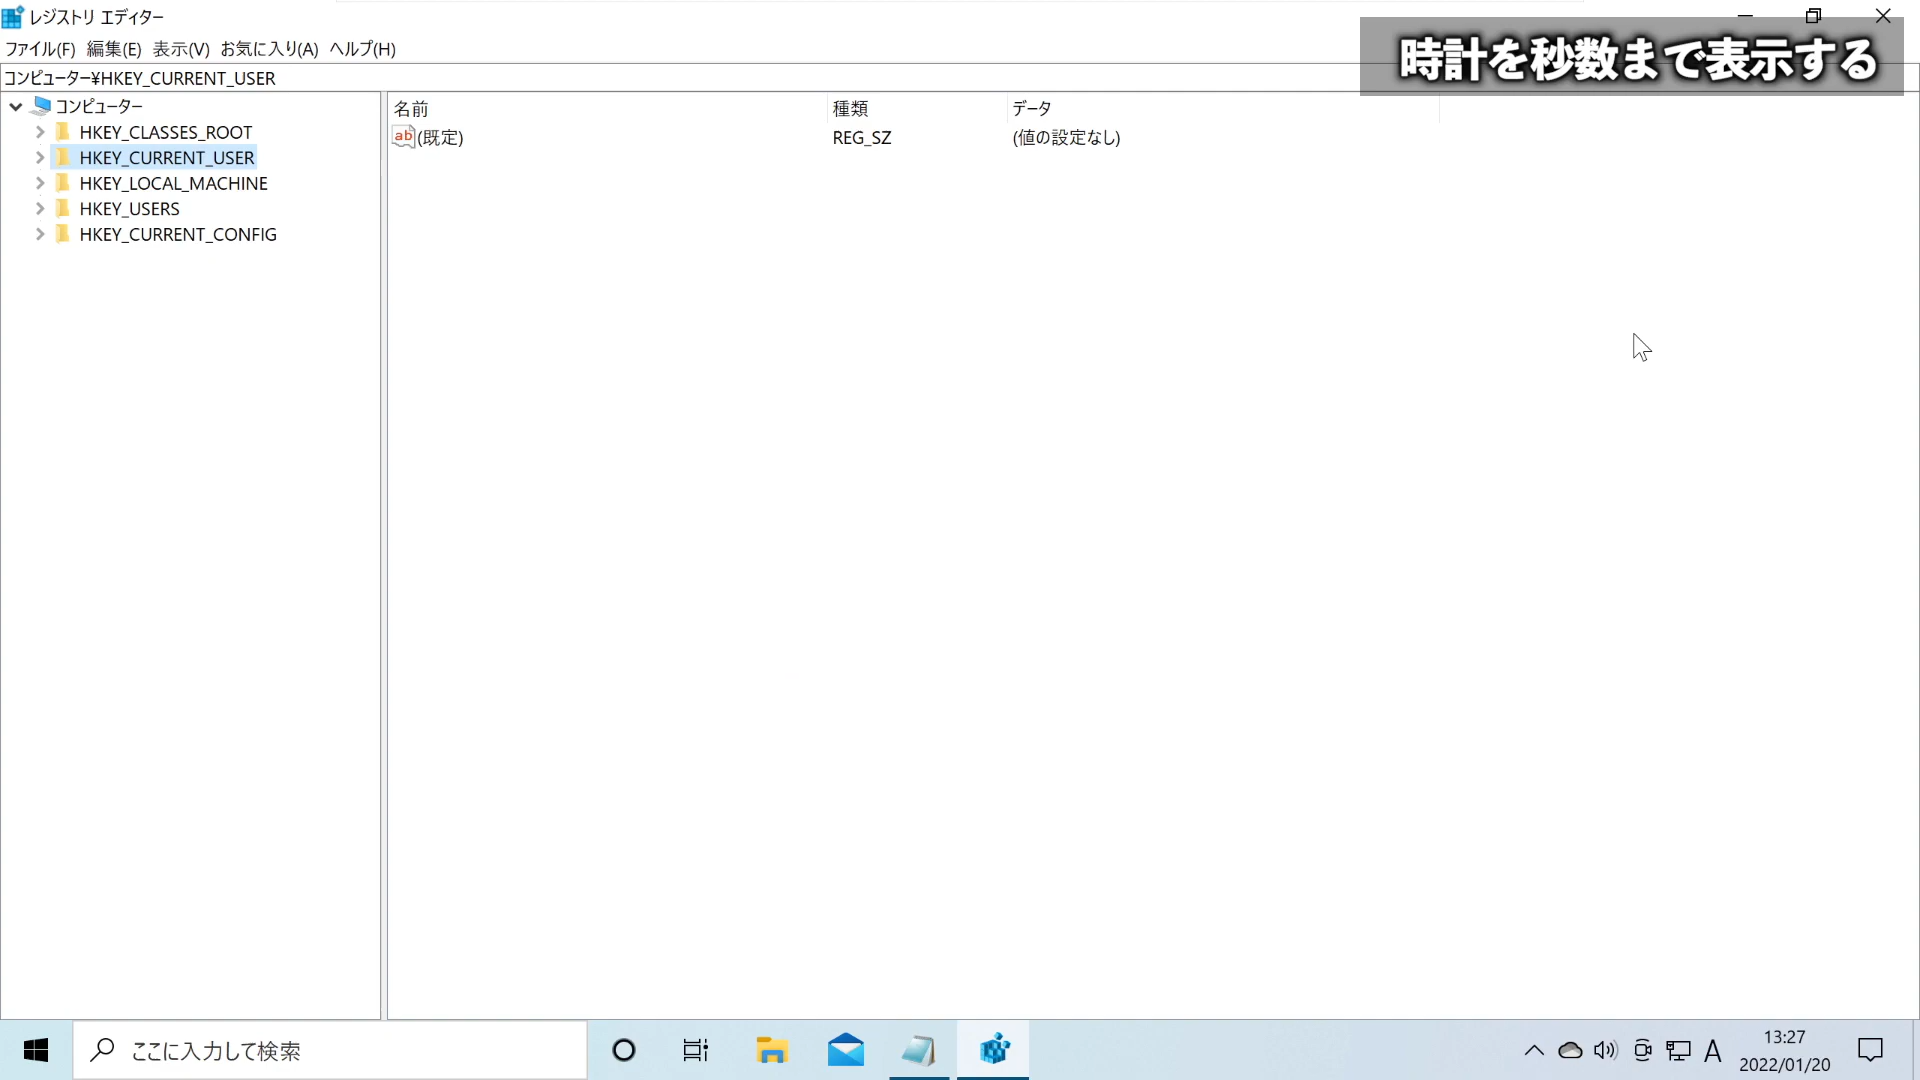 レジストリ エディター
時計を秒数まで表示する
ファイル(F) 編集(E) 表示(V) お気に入り(A) ヘルプ(H)
コンピューター¥HKEY_CURRENT_USER
コンピューター
HKEY_CLASSES_ROOT
HKEY_CURRENT_USER
HKEY_LOCAL_MACHINE
HKEY_USERS
HKEY_CURRENT_CONFIG
名前 種類 データ
ab (既定) REG_SZ (値の設定なし)
ここに入力して検索
A
13:27
2022/01/20